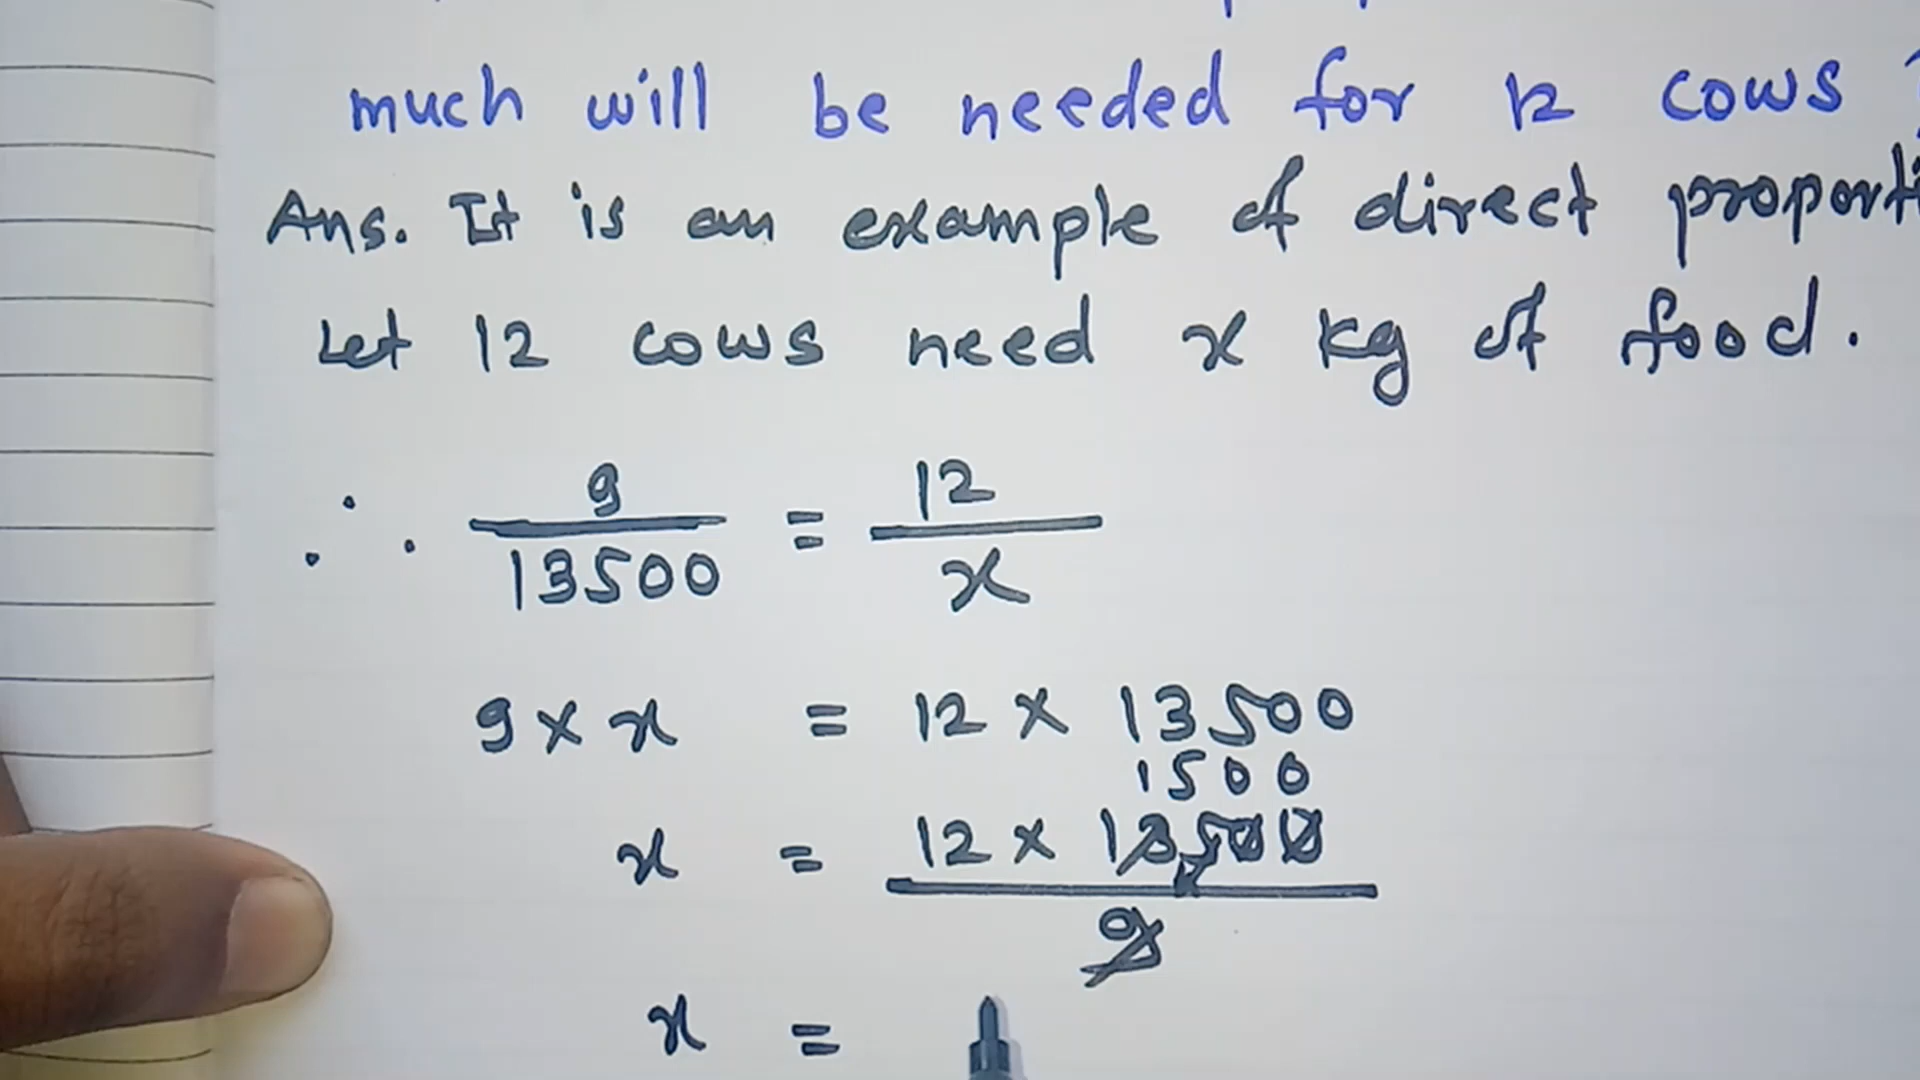 much will be needed for 12 cows ?
Ans. It is an example of direct proporti
Let 12 cows need x kg of food.
∴ 9/13500 = 12/x
9 × x = 12 × 13500
1500
x = 12 × 13500 / 9
x =